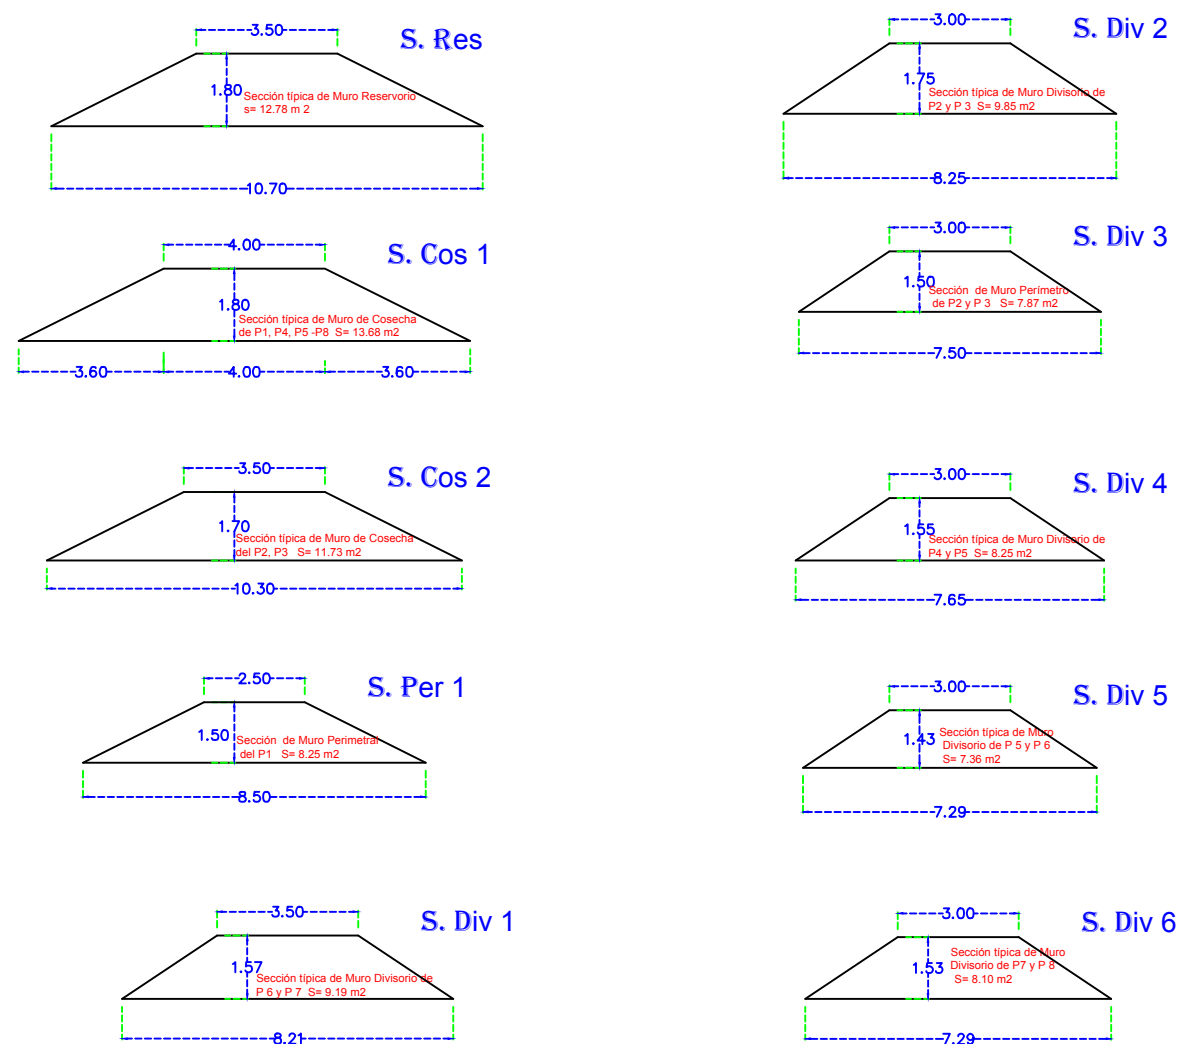 3.50
S. Res
1.80
Sección típica de Muro Reservorio
s= 12.78 m 2
10.70
4.00
S. Cos 1
1.80
Sección típica de Muro de Cosecha
de P1, P4, P5 -P8 S= 13.68 m2
3.60
4.00
3.60
3.50
S. Cos 2
1.70
Sección típica de Muro de Cosecha
del P2, P3 S= 11.73 m2
10.30
2.50
S. Per 1
1.50
Sección de Muro Perimetral
del P1 S= 8.25 m2
8.50
3.50
S. Div 1
1.57
Sección típica de Muro Divisorio de
P 6 y P 7 S= 9.19 m2
8.21
3.00
S. Div 2
1.75
Sección típica de Muro Divisorio de
P2 y P 3 S= 9.85 m2
8.25
3.00
S. Div 3
1.50
Sección de Muro Perímetro
de P2 y P 3 S= 7.87 m2
7.50
3.00
S. Div 4
1.55
Sección típica de Muro Divisorio de
P4 y P5 S= 8.25 m2
7.65
3.00
S. Div 5
1.43
Sección típica de Muro
Divisorio de P 5 y P 6
S= 7.36 m2
7.29
3.00
S. Div 6
1.53
Sección típica de Muro
Divisorio de P7 y P 8
S= 8.10 m2
7.29